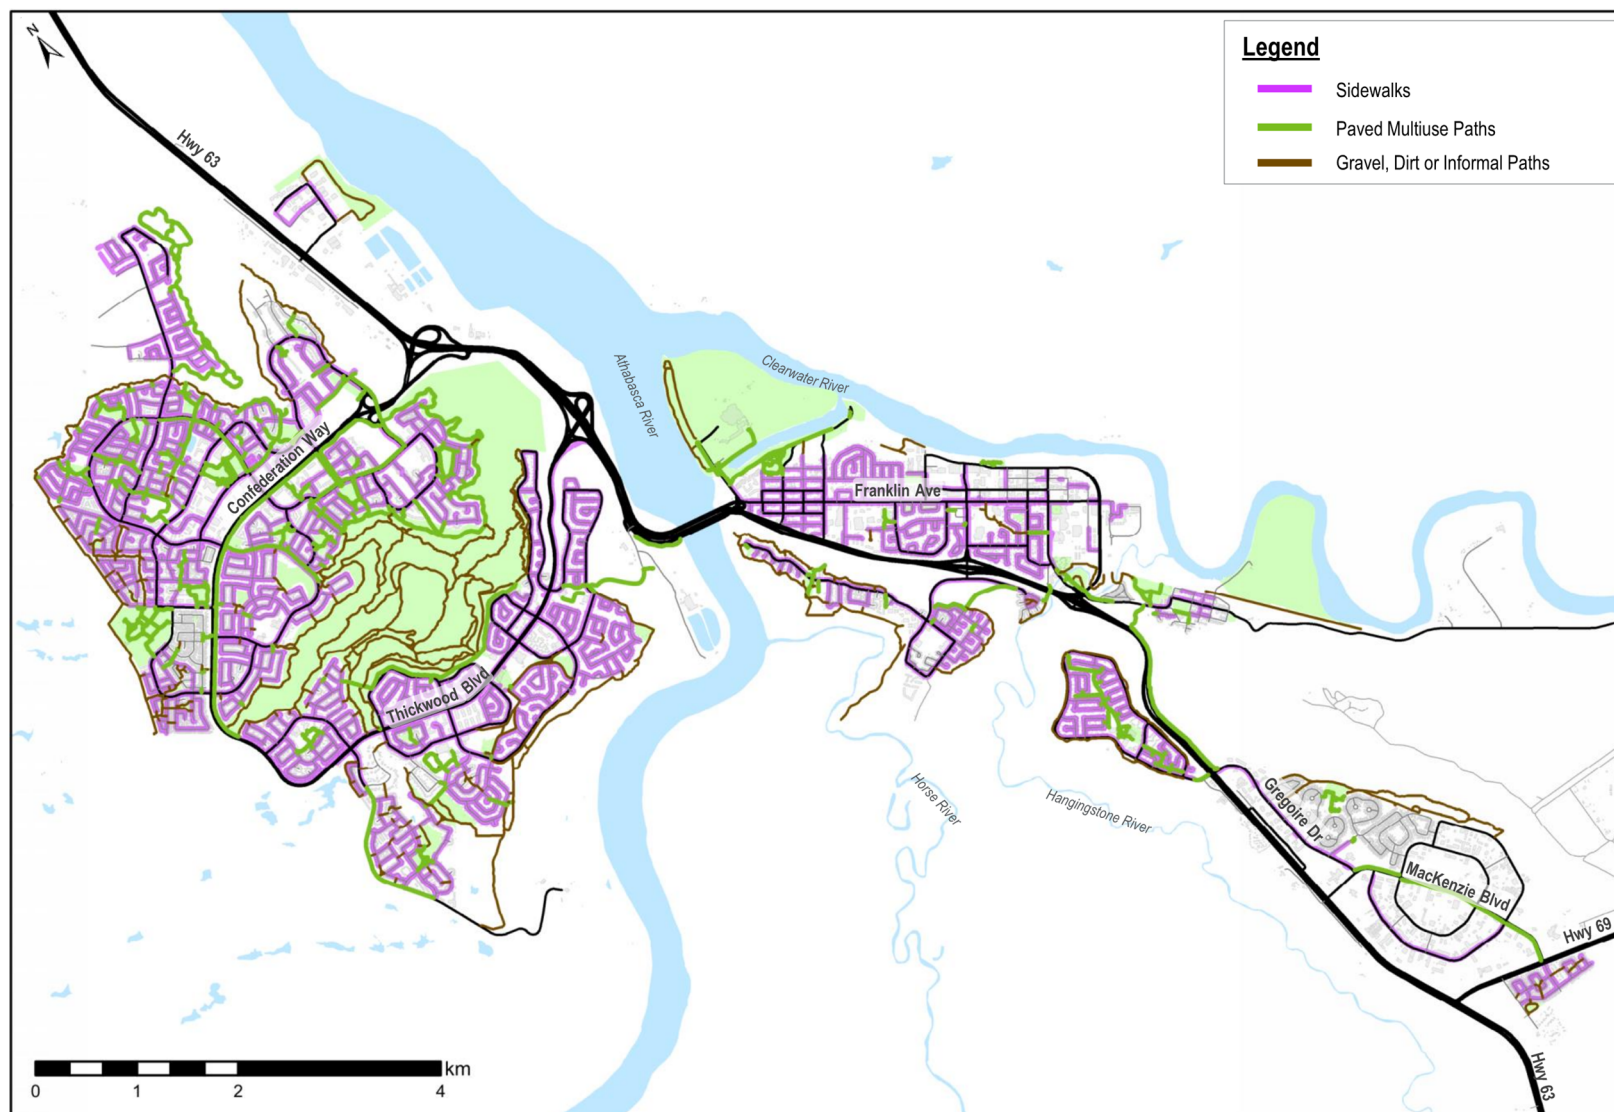 Legend
Sidewalks
Paved Multiuse Paths
Gravel, Dirt or Informal Paths
N
Hwy 63
Athabasca River
Clearwater River
Confederation Way
Franklin Ave
Thickwood Blvd
Horse River
Hangingstone River
Gregoire Dr
MacKenzie Blvd
Hwy 69
Hwy 63
km
0 1 2 4